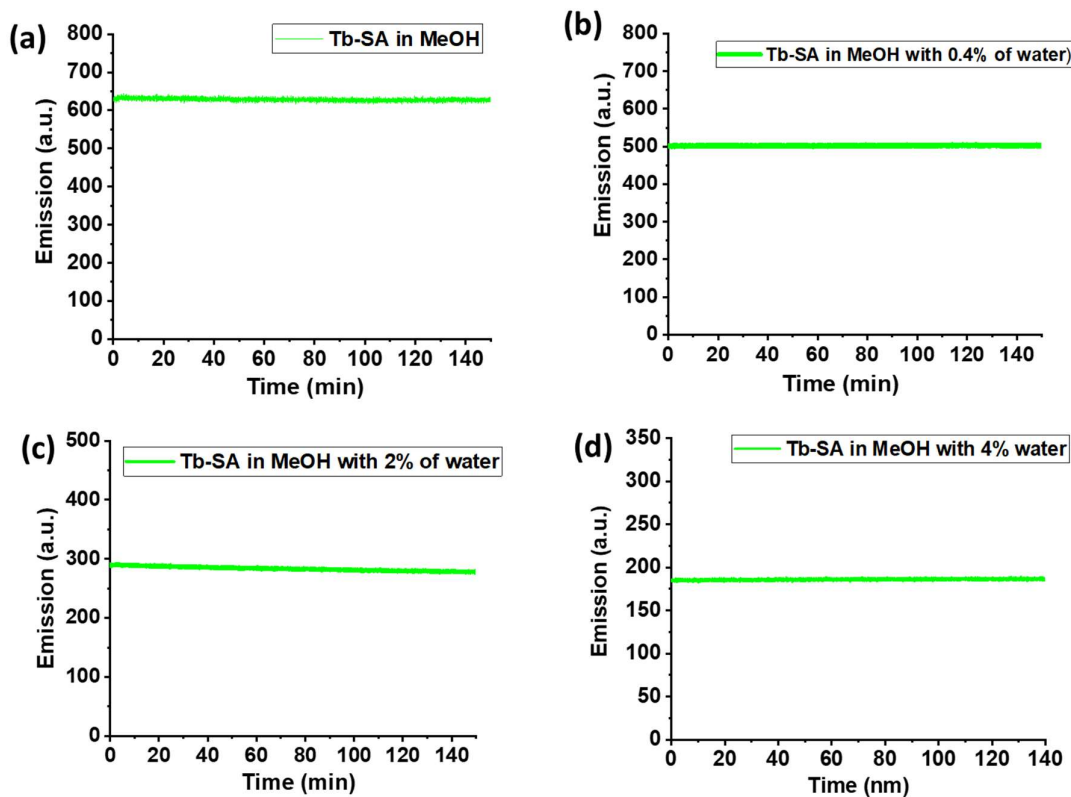 (a)
Tb-SA in MeOH
Emission (a.u.)
800
700
600
500
400
300
200
100
0
0 20 40 60 80 100 120 140
Time (min)
(b)
Tb-SA in MeOH with 0.4% of water)
Emission (a.u.)
800
700
600
500
400
300
200
100
0
0 20 40 60 80 100 120 140
Time (min)
(c)
Tb-SA in MeOH with 2% of water
Emission (a.u.)
500
400
300
200
100
0
0 20 40 60 80 100 120 140
Time (min)
(d)
Tb-SA in MeOH with 4% water
Emission (a.u.)
350
300
250
200
150
100
50
0
0 20 40 60 80 100 120 140
Time (nm)